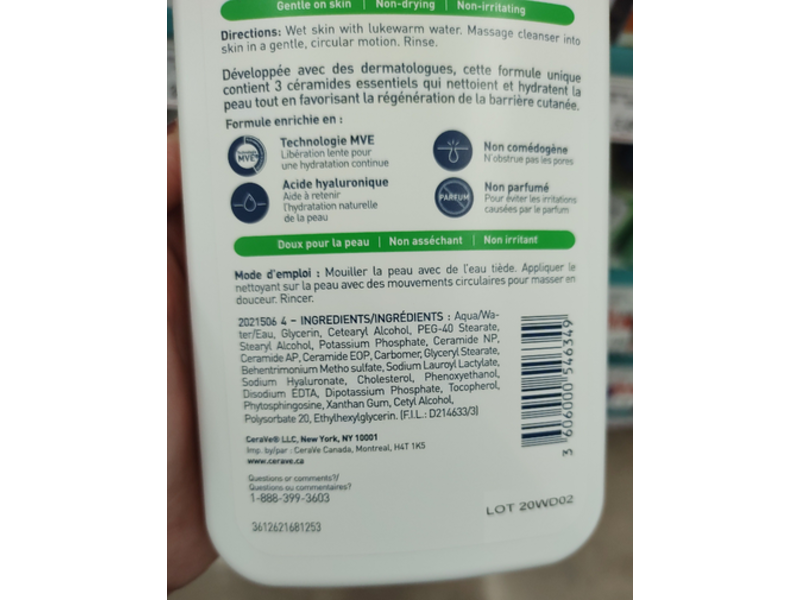 Gentle on skin | Non-drying | Non-irritating
Directions: Wet skin with lukewarm water. Massage cleanser into
skin in a gentle, circular motion. Rinse.
Développée avec des dermatologues, cette formule unique
contient 3 céramides essentiels qui nettoient et hydratent la
peau tout en favorisant la régénération de la barrière cutanée.
Formule enrichie en :
MVE
Technologie MVE
Libération lente pour
une hydratation continue
Non comédogène
N'obstrue pas les pores
Acide hyaluronique
Aide à retenir
l'hydratation naturelle
de la peau
PARFUM
Non parfumé
Pour éviter les irritations
causées par le parfum
Doux pour la peau | Non asséchant | Non irritant
Mode d'emploi : Mouiller la peau avec de l'eau tiède. Appliquer le
nettoyant sur la peau avec des mouvements circulaires pour masser en
douceur. Rincer.
2021506 4 – INGREDIENTS/INGRÉDIENTS : Aqua/Wa-
ter/Eau, Glycerin, Cetearyl Alcohol, PEG-40 Stearate,
Stearyl Alcohol, Potassium Phosphate, Ceramide NP,
Ceramide AP, Ceramide EOP, Carbomer, Glyceryl Stearate,
Behentrimonium Metho sulfate, Sodium Lauroyl Lactylate,
Sodium Hyaluronate, Cholesterol, Phenoxyethanol,
Disodium EDTA, Dipotassium Phosphate, Tocopherol,
Phytosphingosine, Xanthan Gum, Cetyl Alcohol,
Polysorbate 20, Ethylhexylglycerin. (F.I.L.: D214633/3)
3 606000 546349
CeraVe® LLC, New York, NY 10001
Imp. by/par : CeraVe Canada, Montreal, H4T 1K5
www.cerave.ca
Questions or comments?/
Questions ou commentaires?
1-888-399-3603
LOT 20WD02
3612621681253